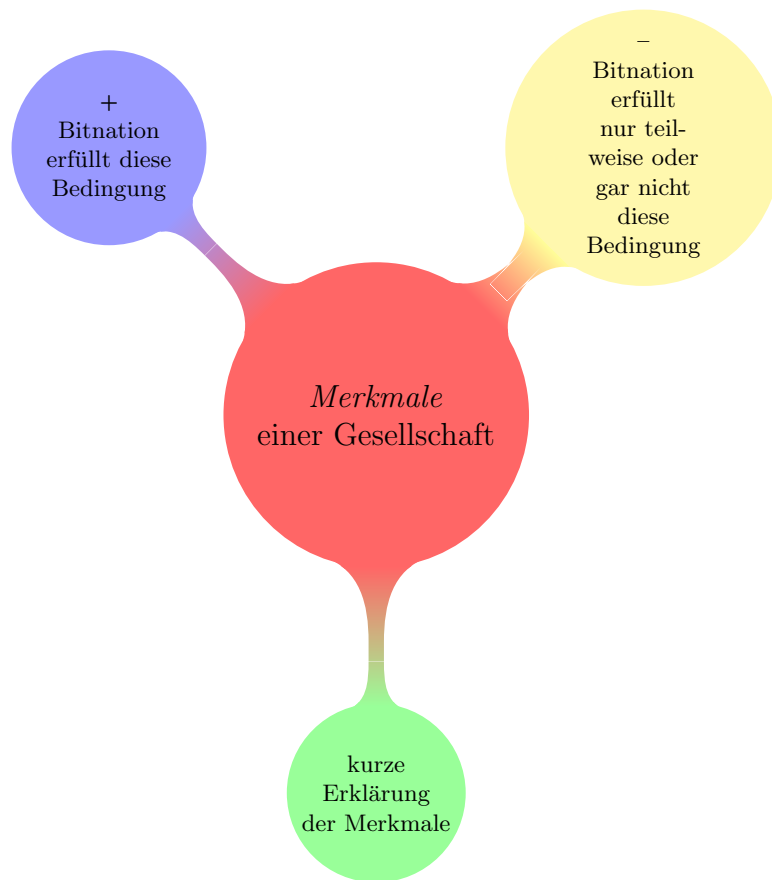 +
Bitnation
erfüllt diese
Bedingung
–
Bitnation
erfüllt
nur teil-
weise oder
gar nicht
diese
Bedingung
Merkmale
einer Gesellschaft
kurze
Erklärung
der Merkmale